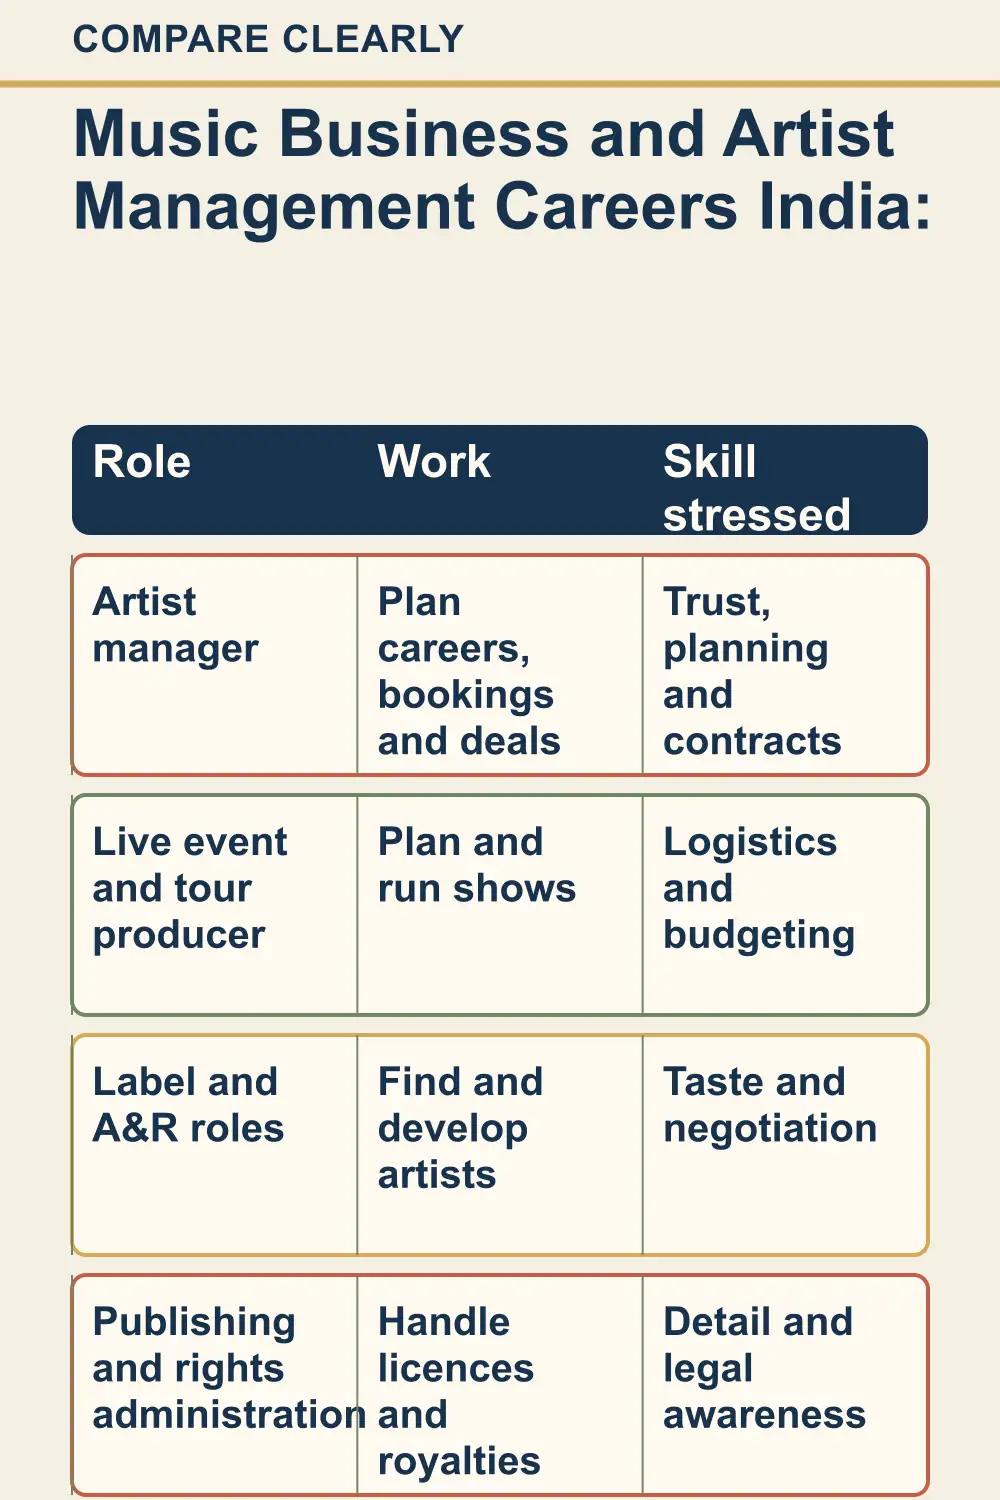 COMPARE CLEARLY
Music Business and Artist
Management Careers India:
Role
Work
Skill
stressed
Artist
manager
Plan
careers,
bookings
and deals
Trust,
planning
and
contracts
Live event
and tour
producer
Plan and
run shows
Logistics
and
budgeting
Label and
A&R roles
Find and
develop
artists
Taste and
negotiation
Publishing
and rights
administration
Handle
licences
and
royalties
Detail and
legal
awareness